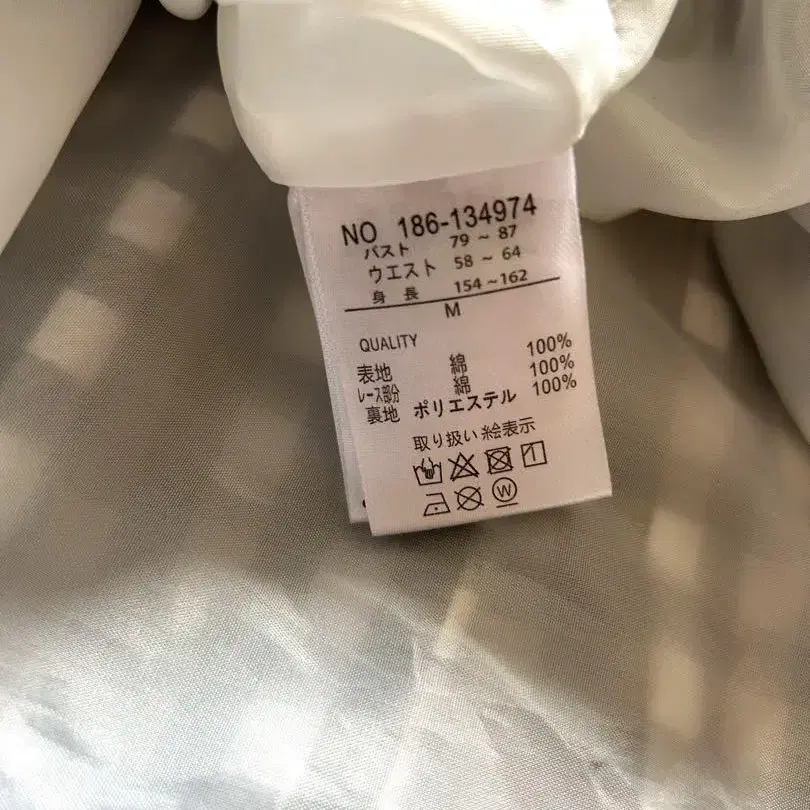 NO 186-134974
バスト 79 ~ 87
ウエスト 58 ~ 64
身長 154~162
M
QUALITY
表地 綿 100%
レース部分 綿 100%
裏地 ポリエステル 100%
取り扱い絵表示
W